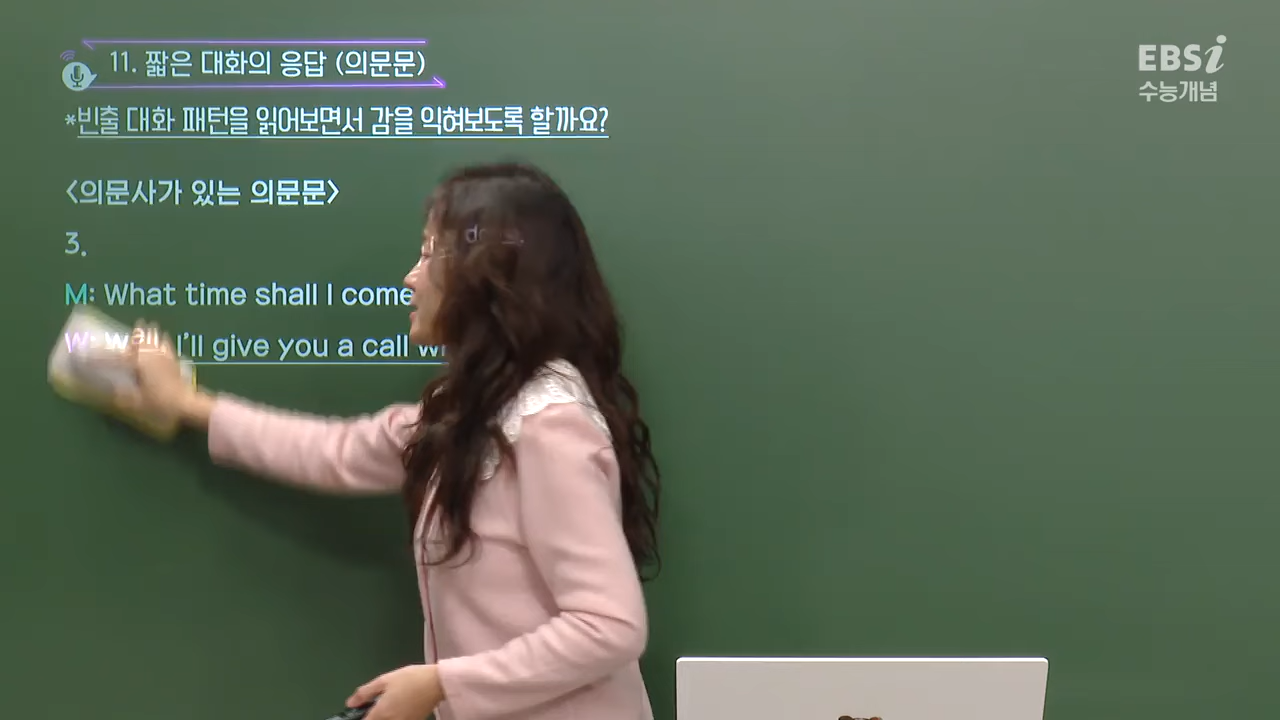 11. 짧은 대화의 응답 (의문문)
EBSi
수능개념
*빈출 대화 패턴을 읽어보면서 감을 익혀보도록 할까요?
<의문사가 있는 의문문>
3.
M: What time shall I come
W: Well, I'll give you a call